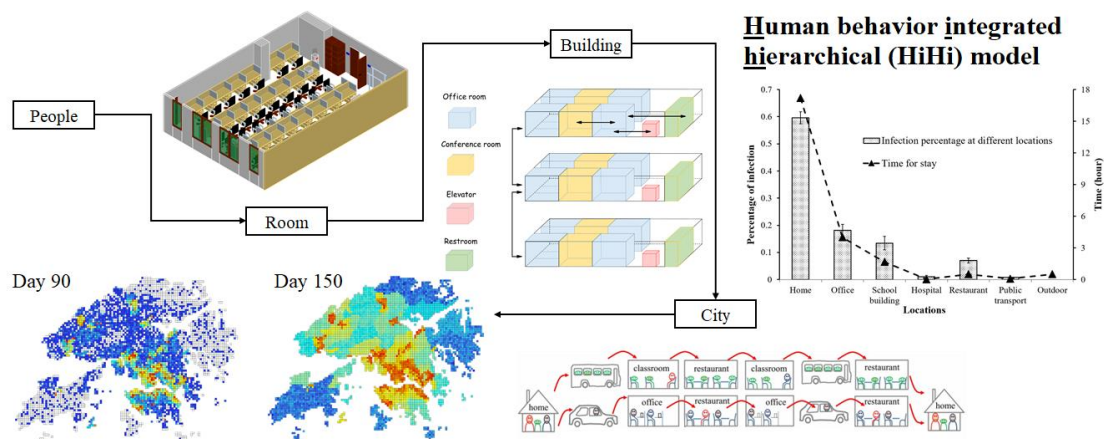 Human behavior integrated
hierarchical (HiHi) model
People
Room
Building
City
Office room
Conference room
Elevator
Restroom
Day 90
Day 150
Percentage of infection
0.7
0.6
0.5
0.4
0.3
0.2
0.1
0
Infection percentage at different locations
Time for stay
18
15
12
9
6
3
0
Time (hour)
Home
Office
School
building
Hospital
Restaurant
Public
transport
Outdoor
Locations
home
classroom
restaurant
classroom
restaurant
office
restaurant
office
restaurant
home